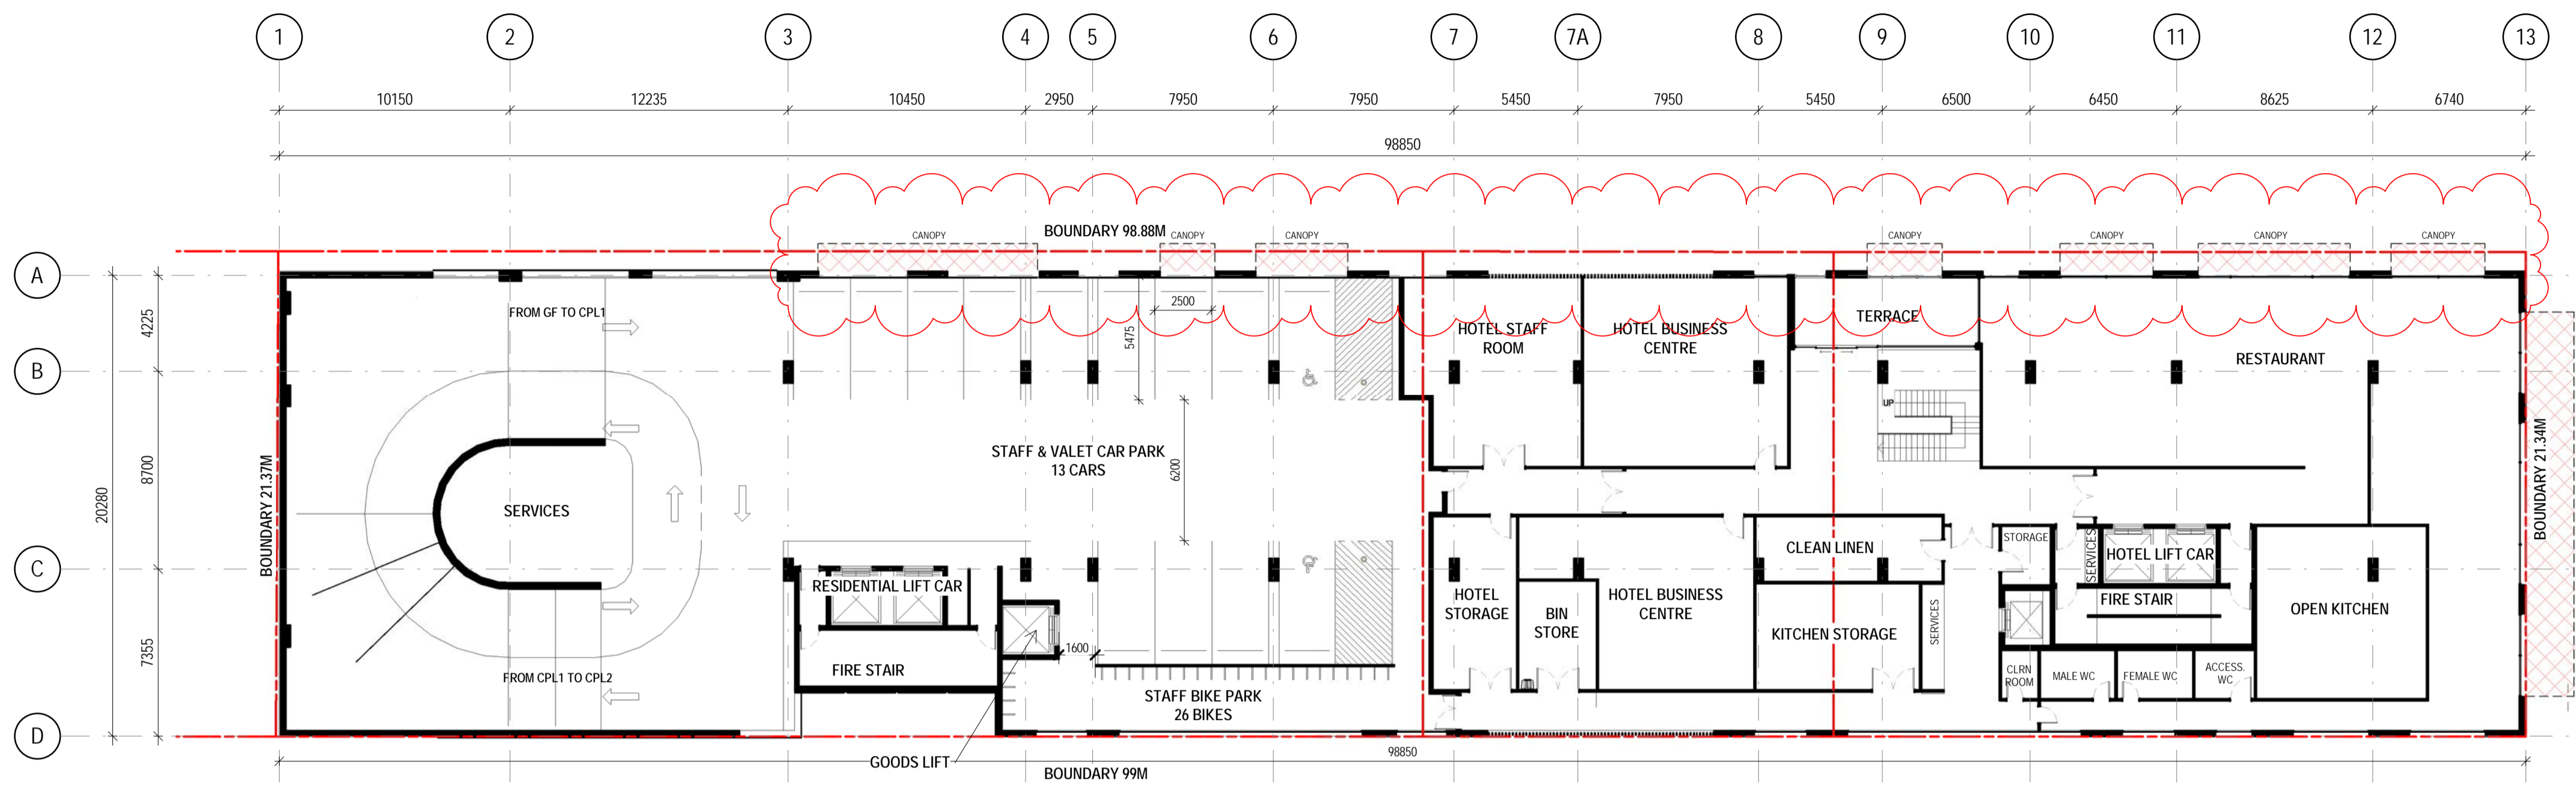 1 2 3 4 5 6 7 7A 8 9 10 11 12 13
10150 12235 10450 2950 7950 7950 5450 7950 5450 6500 6450 8625 6740
98850
BOUNDARY 98.88M
CANOPY CANOPY CANOPY CANOPY CANOPY CANOPY CANOPY
A
B
C
D
4225
8700
7355
20280
BOUNDARY 21.37M
FROM GF TO CPL1
SERVICES
FROM CPL1 TO CPL2
2500
5475
6200
STAFF & VALET CAR PARK
13 CARS
RESIDENTIAL LIFT CAR
FIRE STAIR
1600
STAFF BIKE PARK
26 BIKES
GOODS LIFT
HOTEL STAFF
ROOM
HOTEL BUSINESS
CENTRE
TERRACE
RESTAURANT
UP
HOTEL
STORAGE
BIN
STORE
HOTEL BUSINESS
CENTRE
CLEAN LINEN
KITCHEN STORAGE
SERVICES
STORAGE
SERVICES
HOTEL LIFT CAR
FIRE STAIR
OPEN KITCHEN
CLRN
ROOM
MALE WC
FEMALE WC
ACCESS.
WC
BOUNDARY 21.34M
98850
BOUNDARY 99M